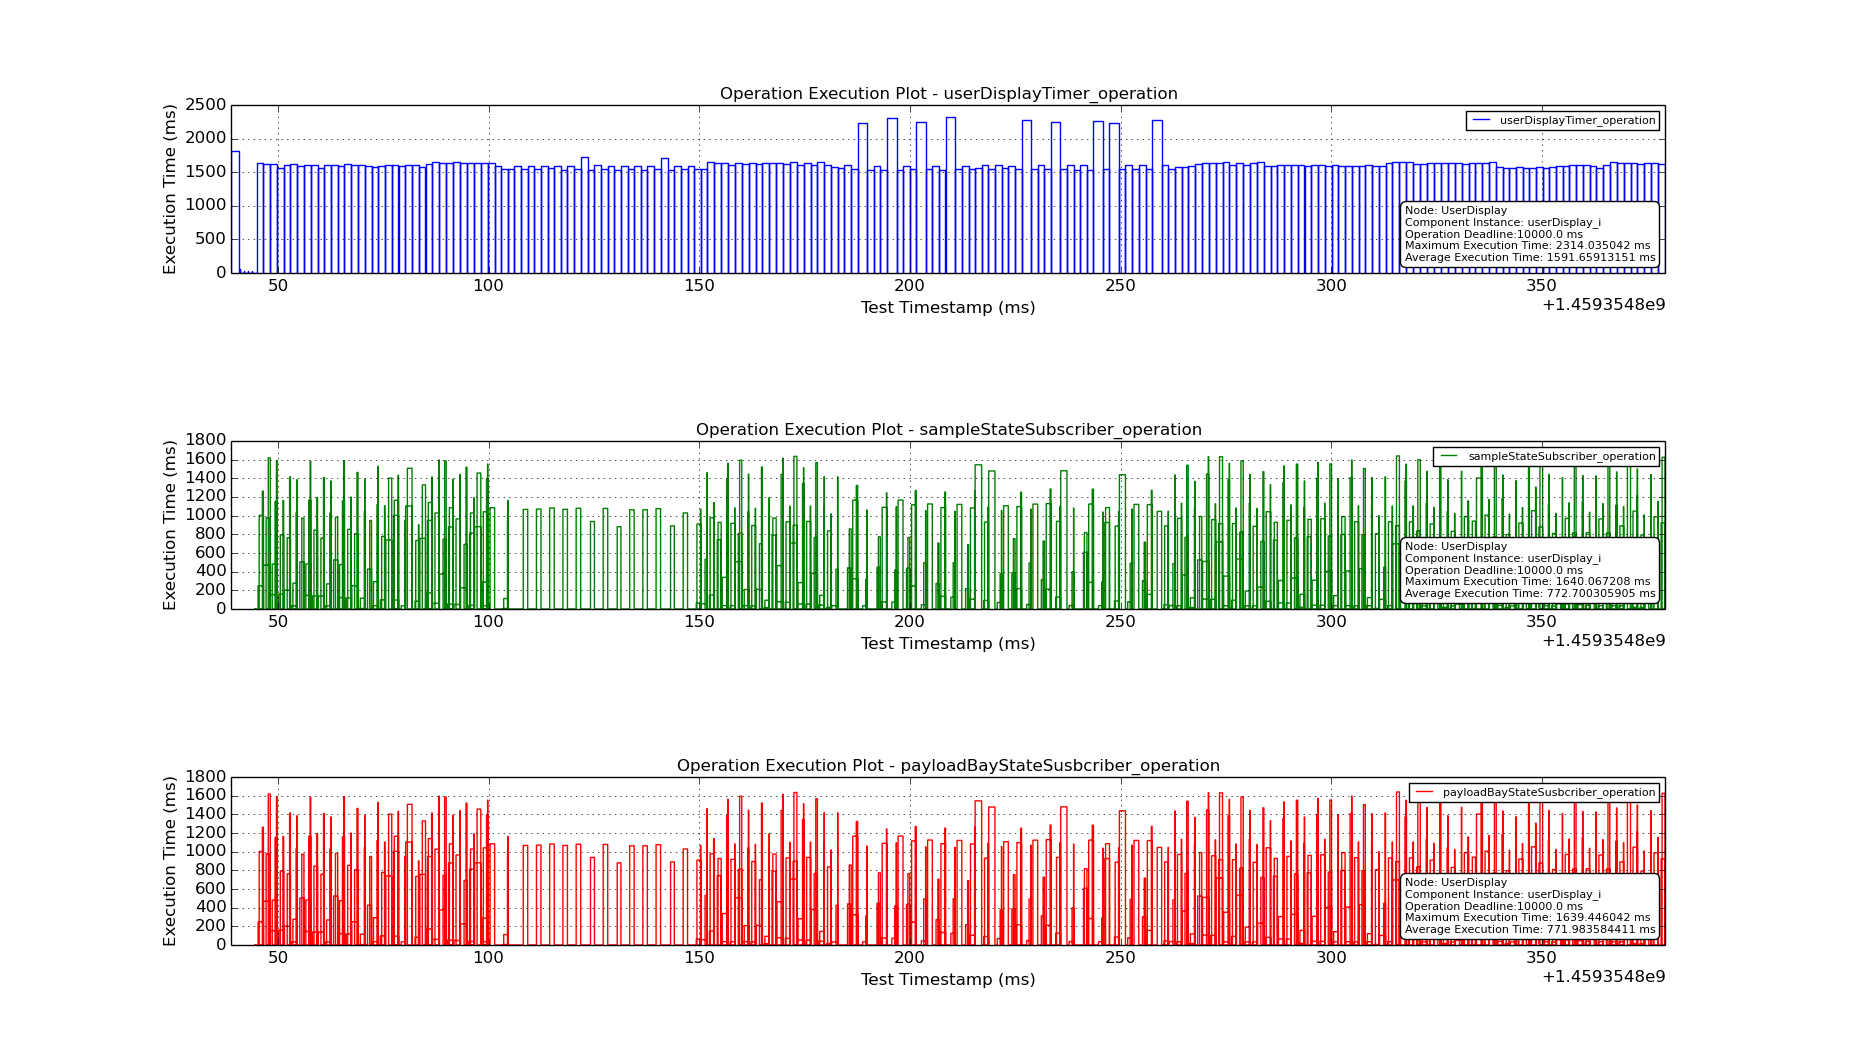 Operation Execution Plot - userDisplayTimer_operation
Execution Time (ms)
2500
2000
1500
1000
500
0
userDisplayTimer_operation
Node: UserDisplay
Component Instance: userDisplay_i
Operation Deadline:10000.0 ms
Maximum Execution Time: 2314.035042 ms
Average Execution Time: 1591.65913151 ms
50 100 150 200 250 300 350
+1.4593548e9
Test Timestamp (ms)
Operation Execution Plot - sampleStateSubscriber_operation
Execution Time (ms)
1800
1600
1400
1200
1000
800
600
400
200
0
sampleStateSubscriber_operation
Node: UserDisplay
Component Instance: userDisplay_i
Operation Deadline:10000.0 ms
Maximum Execution Time: 1640.067208 ms
Average Execution Time: 772.700305905 ms
50 100 150 200 250 300 350
+1.4593548e9
Test Timestamp (ms)
Operation Execution Plot - payloadBayStateSusbcriber_operation
Execution Time (ms)
1800
1600
1400
1200
1000
800
600
400
200
0
payloadBayStateSusbcriber_operation
Node: UserDisplay
Component Instance: userDisplay_i
Operation Deadline:10000.0 ms
Maximum Execution Time: 1639.446042 ms
Average Execution Time: 771.983584411 ms
50 100 150 200 250 300 350
+1.4593548e9
Test Timestamp (ms)